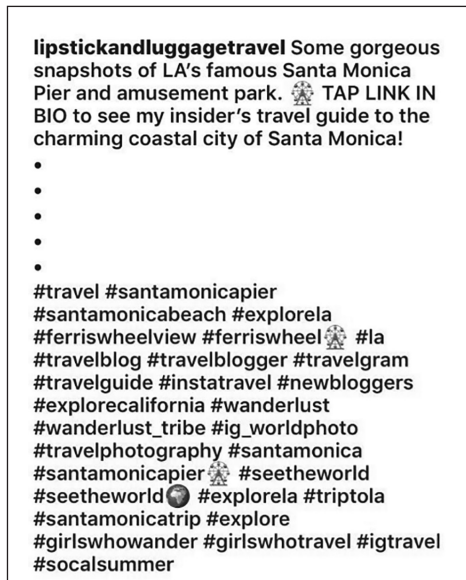 lipstickandluggagetravel Some gorgeous
snapshots of LA’s famous Santa Monica
Pier and amusement park. 🎡 TAP LINK IN
BIO to see my insider’s travel guide to the
charming coastal city of Santa Monica!
•
•
•
•
•
#travel #santamonicapier
#santamonicabeach #explorela
#ferriswheelview #ferriswheel🎡 #la
#travelblog #travelblogger #travelgram
#travelguide #instatravel #newbloggers
#explorecalifornia #wanderlust
#wanderlust_tribe #ig_worldphoto
#travelphotography #santamonica
#santamonicapier🎡 #seetheworld
#seetheworld🌍 #explorela #triptola
#santamonicatrip #explore
#girlswhowander #girlswhotravel #igtravel
#socalsummer